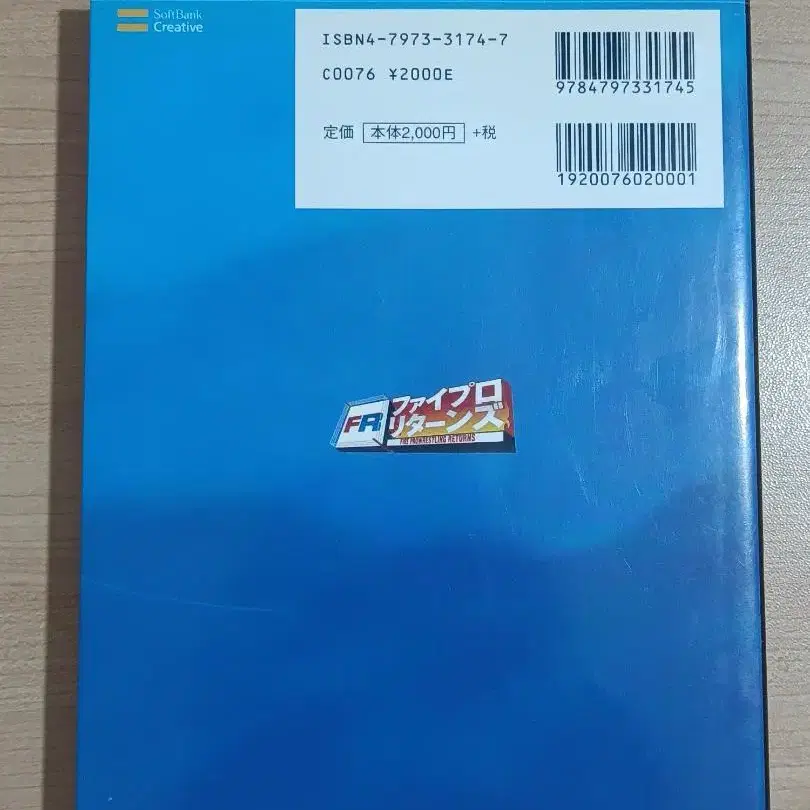 SoftBank
Creative
ISBN4-7973-3174-7
C0076 ¥2000E
9784797331745
定価 本体2,000円 +税
1920076020001
FR
ファイプロ
リターンズ
FIRE PROWRESTLING RETURNS